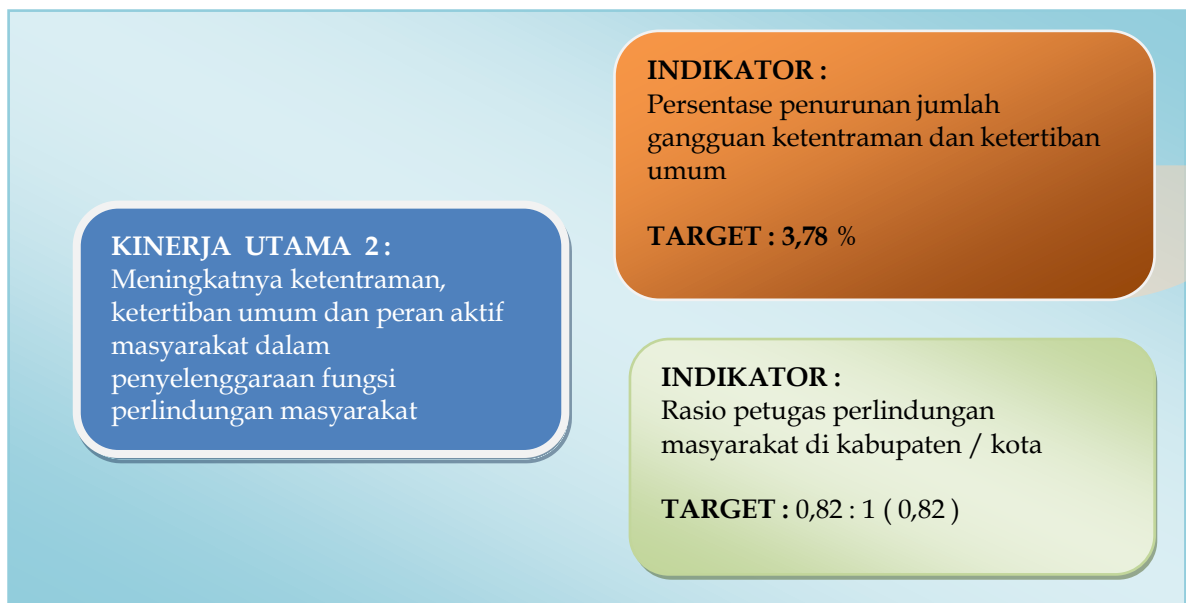 KINERJA UTAMA 2 :
Meningkatnya ketentraman,
ketertiban umum dan peran aktif
masyarakat dalam
penyelenggaraan fungsi
perlindungan masyarakat
INDIKATOR :
Persentase penurunan jumlah
gangguan ketentraman dan ketertiban
umum
TARGET : 3,78 %
INDIKATOR :
Rasio petugas perlindungan
masyarakat di kabupaten / kota
TARGET : 0,82 : 1 ( 0,82 )